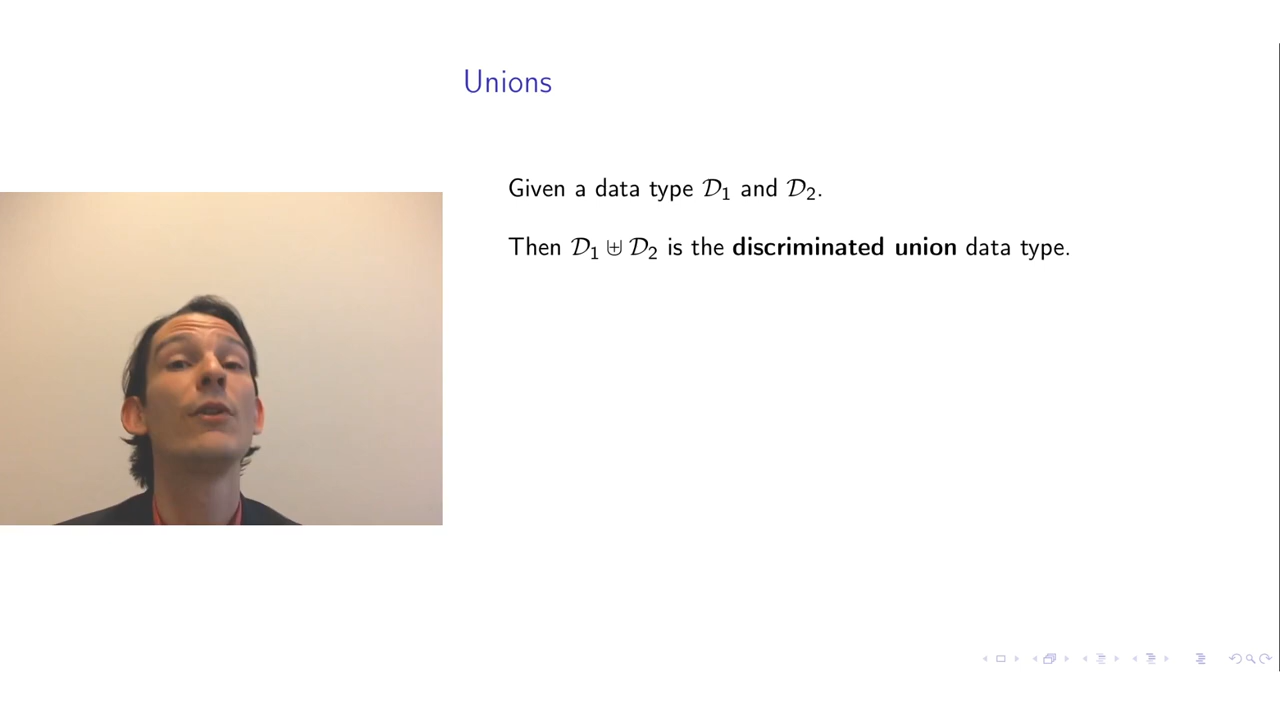 Unions
Given a data type 𝒟₁ and 𝒟₂.
Then 𝒟₁ ⊎ 𝒟₂ is the discriminated union data type.